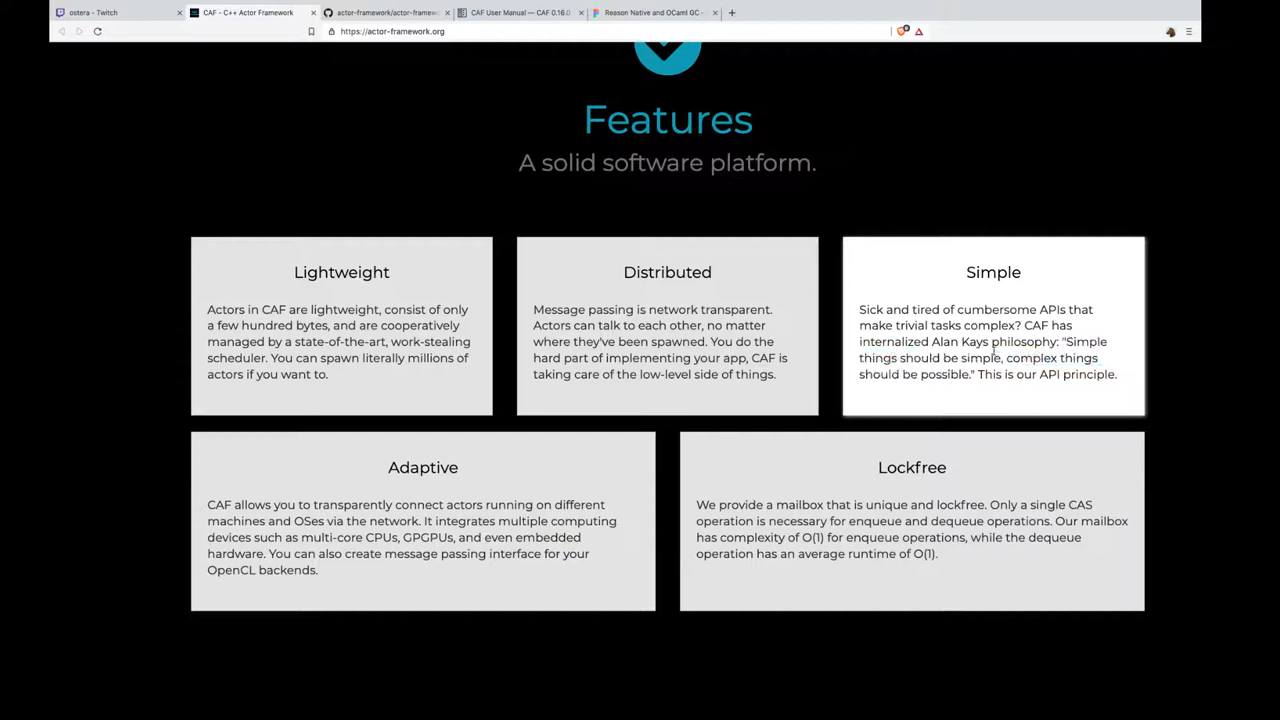 ostera - Twitch
CAF - C++ Actor Framework
actor-framework/actor-framew
CAF User Manual — CAF 0.16.0
Reason Native and OCaml GC -
https://actor-framework.org
Features
A solid software platform.
Lightweight
Actors in CAF are lightweight, consist of only
a few hundred bytes, and are cooperatively
managed by a state-of-the-art, work-stealing
scheduler. You can spawn literally millions of
actors if you want to.
Distributed
Message passing is network transparent.
Actors can talk to each other, no matter
where they've been spawned. You do the
hard part of implementing your app, CAF is
taking care of the low-level side of things.
Simple
Sick and tired of cumbersome APIs that
make trivial tasks complex? CAF has
internalized Alan Kays philosophy: "Simple
things should be simple, complex things
should be possible." This is our API principle.
Adaptive
CAF allows you to transparently connect actors running on different
machines and OSes via the network. It integrates multiple computing
devices such as multi-core CPUs, GPGPUs, and even embedded
hardware. You can also create message passing interface for your
OpenCL backends.
Lockfree
We provide a mailbox that is unique and lockfree. Only a single CAS
operation is necessary for enqueue and dequeue operations. Our mailbox
has complexity of O(1) for enqueue operations, while the dequeue
operation has an average runtime of O(1).